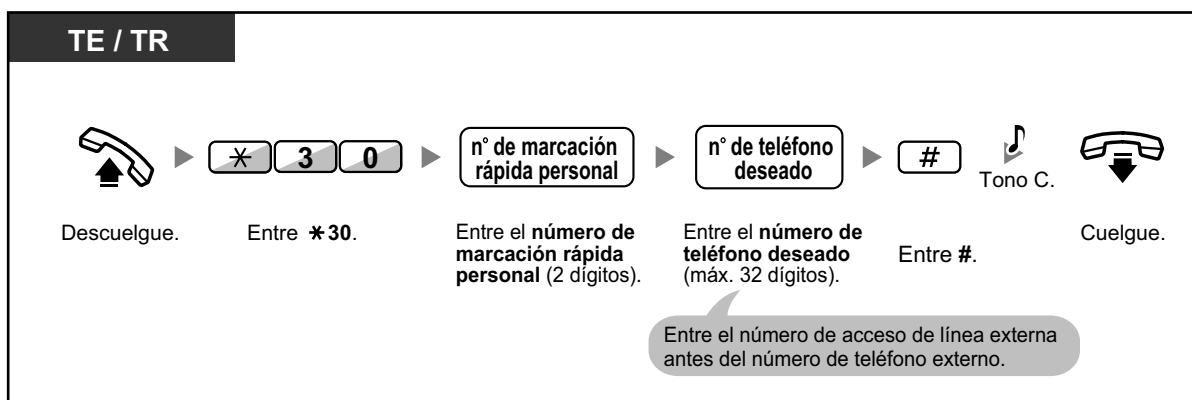 TE / TR
✱ 3 0
n° de marcación
rápida personal
n° de teléfono
deseado
#
Tono C.
Descuelgue.
Entre ✱30.
Entre el número de
marcación rápida
personal (2 dígitos).
Entre el número de
teléfono deseado
(máx. 32 dígitos).
Entre #.
Cuelgue.
Entre el número de acceso de línea externa
antes del número de teléfono externo.